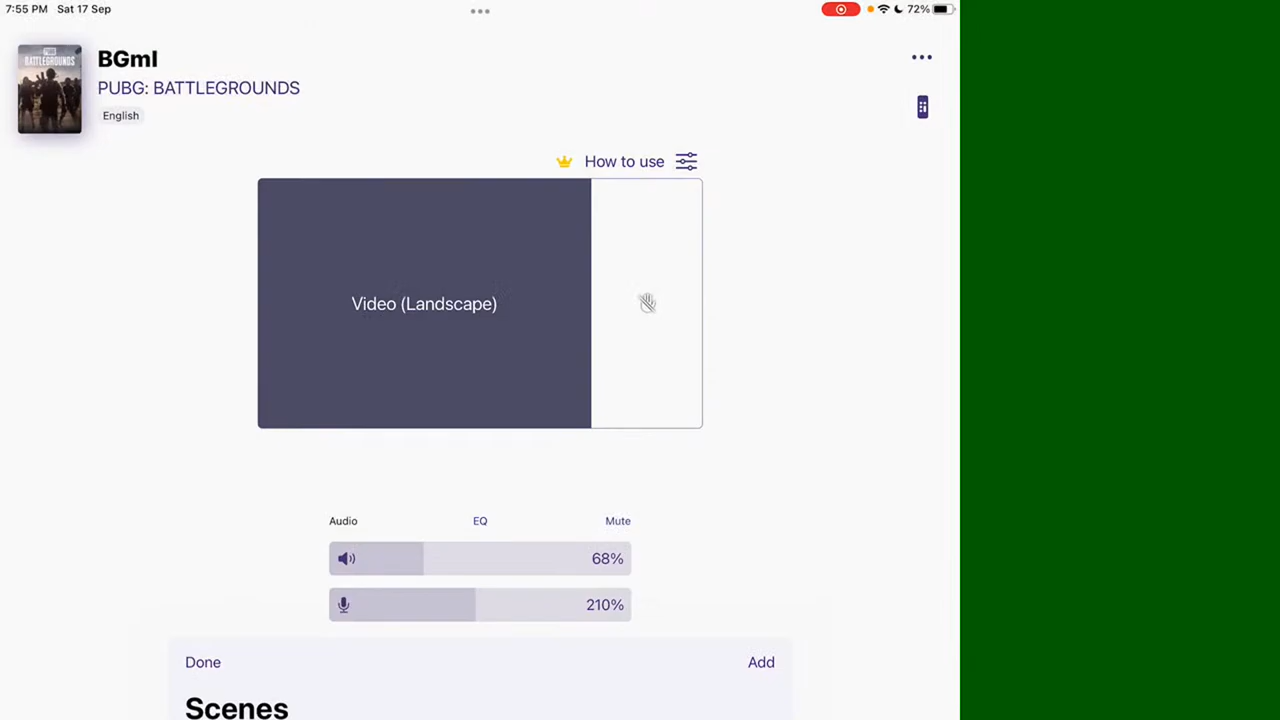 7:55 PM Sat 17 Sep
72%
BATTLEGROUNDS
BGmI
PUBG: BATTLEGROUNDS
English
How to use
Video (Landscape)
Audio EQ Mute
68%
210%
Done Add
Scenes